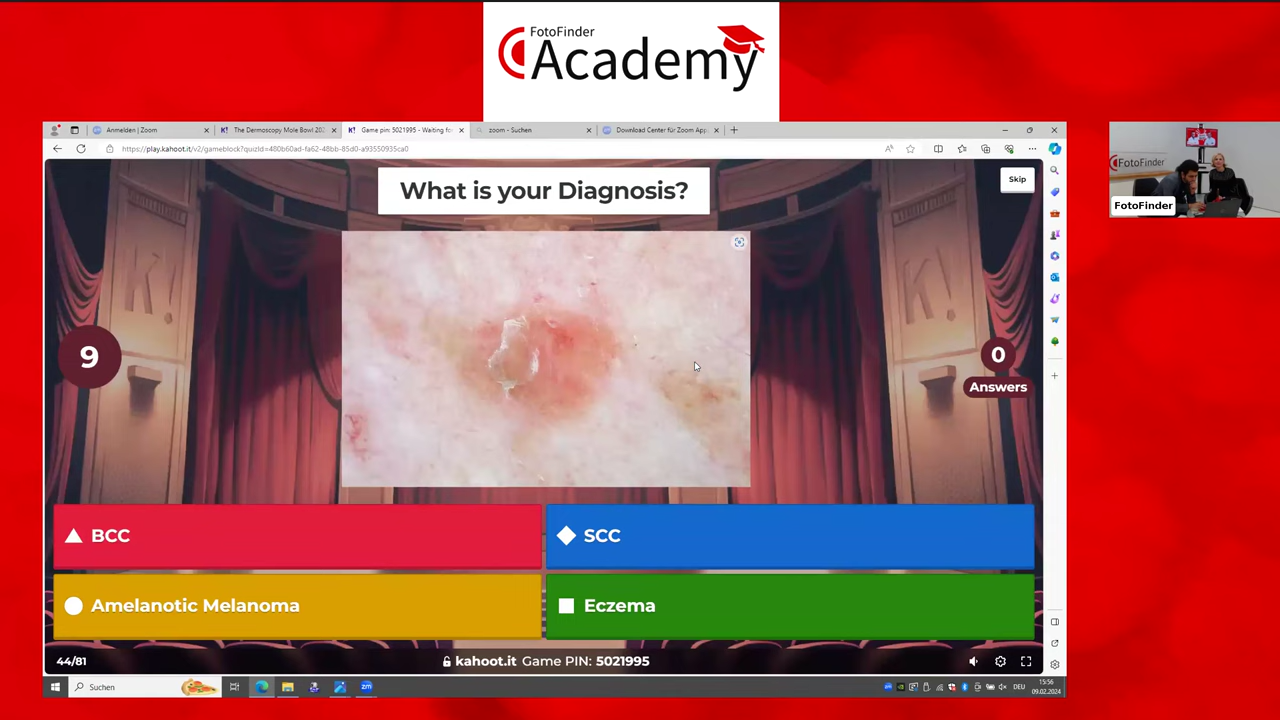 FotoFinder
Academy
Anmelden | Zoom
The Dermoscopy Mole Bowl 202
Game pin: 5021995 - Waiting fo
zoom - Suchen
Download Center für Zoom App
https://play.kahoot.it/v2/gameblock?quizId=480b60ad-fa62-48bb-85d0-a93550935ca0
What is your Diagnosis?
Skip
K!
K!
9
0
Answers
BCC
SCC
Amelanotic Melanoma
Eczema
44/81
kahoot.it Game PIN: 5021995
Suchen
zm
DEU
15:56
09.02.2024
FotoFinder
FotoFinder